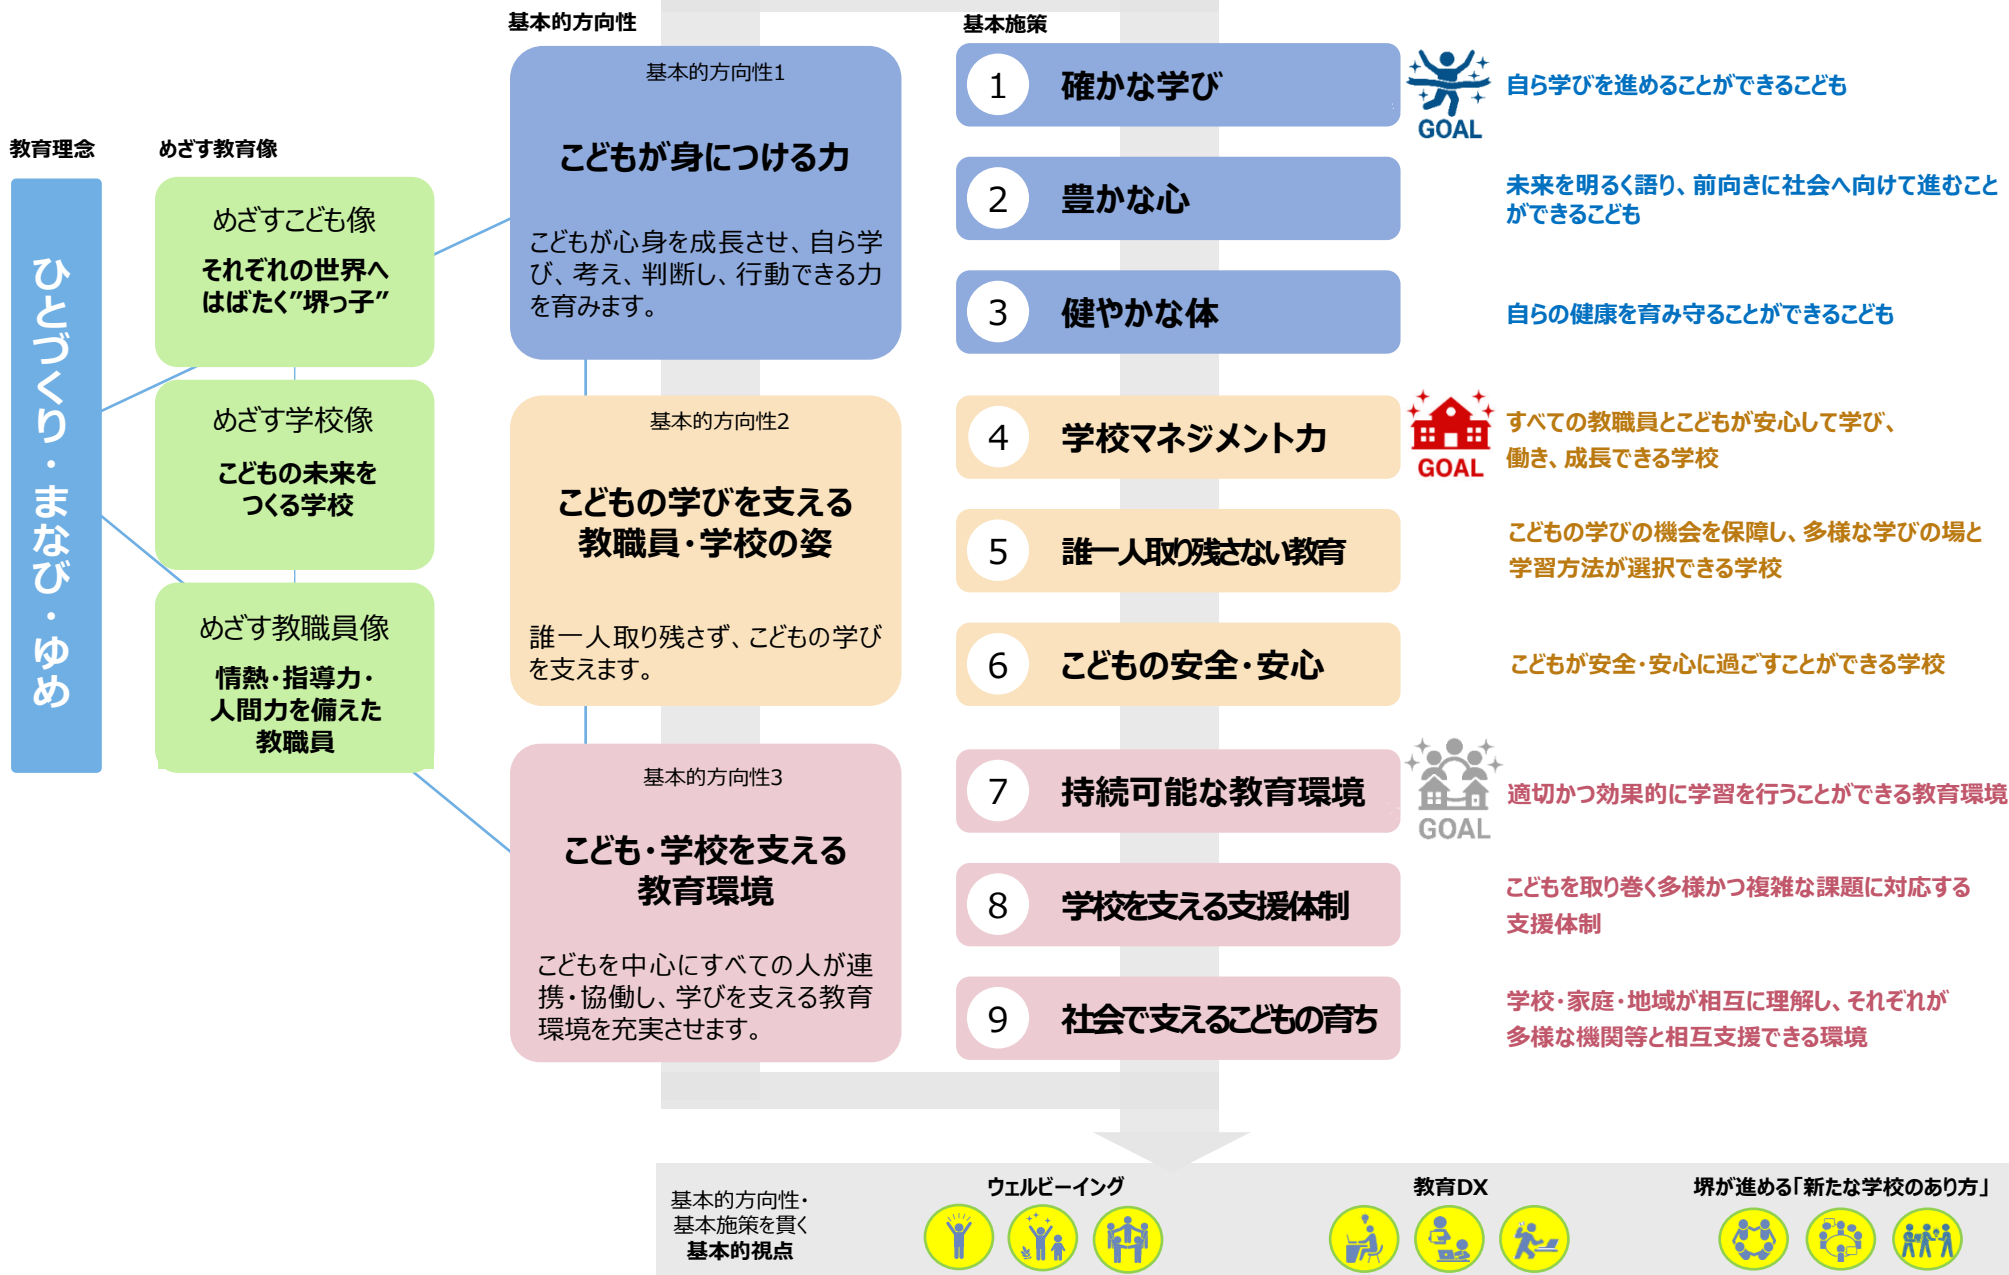 教育理念
ひとづくり・まなび・ゆめ
めざす教育像
めざすこども像
それぞれの世界へ
はばたく”堺っ子”
めざす学校像
こどもの未来を
つくる学校
めざす教職員像
情熱・指導力・
人間力を備えた
教職員
基本的方向性
基本的方向性1
こどもが身につける力
こどもが心身を成長させ、自ら学
び、考え、判断し、行動できる力
を育みます。
基本的方向性2
こどもの学びを支える
教職員・学校の姿
誰一人取り残さず、こどもの学び
を支えます。
基本的方向性3
こども・学校を支える
教育環境
こどもを中心にすべての人が連
携・協働し、学びを支える教育
環境を充実させます。
基本施策
1 確かな学び
GOAL
自ら学びを進めることができるこども
2 豊かな心
未来を明るく語り、前向きに社会へ向けて進むこと
ができるこども
3 健やかな体
自らの健康を育み守ることができるこども
4 学校マネジメント力
GOAL
すべての教職員とこどもが安心して学び、
働き、成長できる学校
5 誰一人取り残さない教育
こどもの学びの機会を保障し、多様な学びの場と
学習方法が選択できる学校
6 こどもの安全・安心
こどもが安全・安心に過ごすことができる学校
7 持続可能な教育環境
GOAL
適切かつ効果的に学習を行うことができる教育環境
8 学校を支える支援体制
こどもを取り巻く多様かつ複雑な課題に対応する
支援体制
9 社会で支えるこどもの育ち
学校・家庭・地域が相互に理解し、それぞれが
多様な機関等と相互支援できる環境
基本的方向性・
基本施策を貫く
基本的視点
ウェルビーイング
教育DX
堺が進める「新たな学校のあり方」